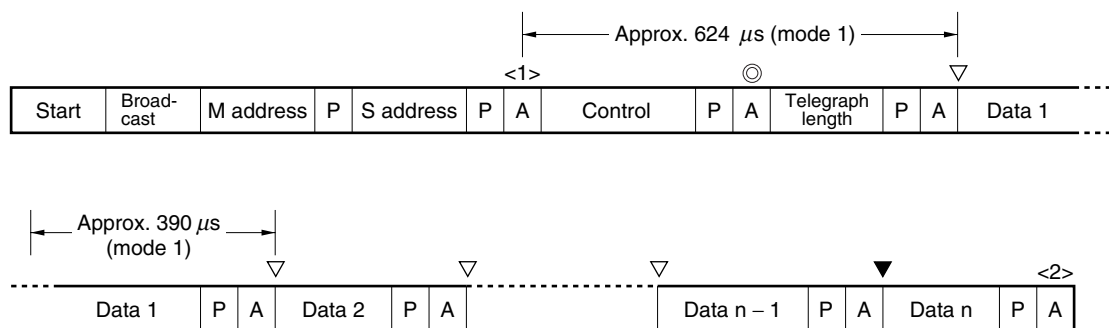 Approx. 624 μs (mode 1)
<1>
Start Broad-cast M address P S address P A Control P A Telegraph length P A Data 1
Approx. 390 μs
(mode 1)
<2>
Data 1 P A Data 2 P A Data n – 1 P A Data n P A